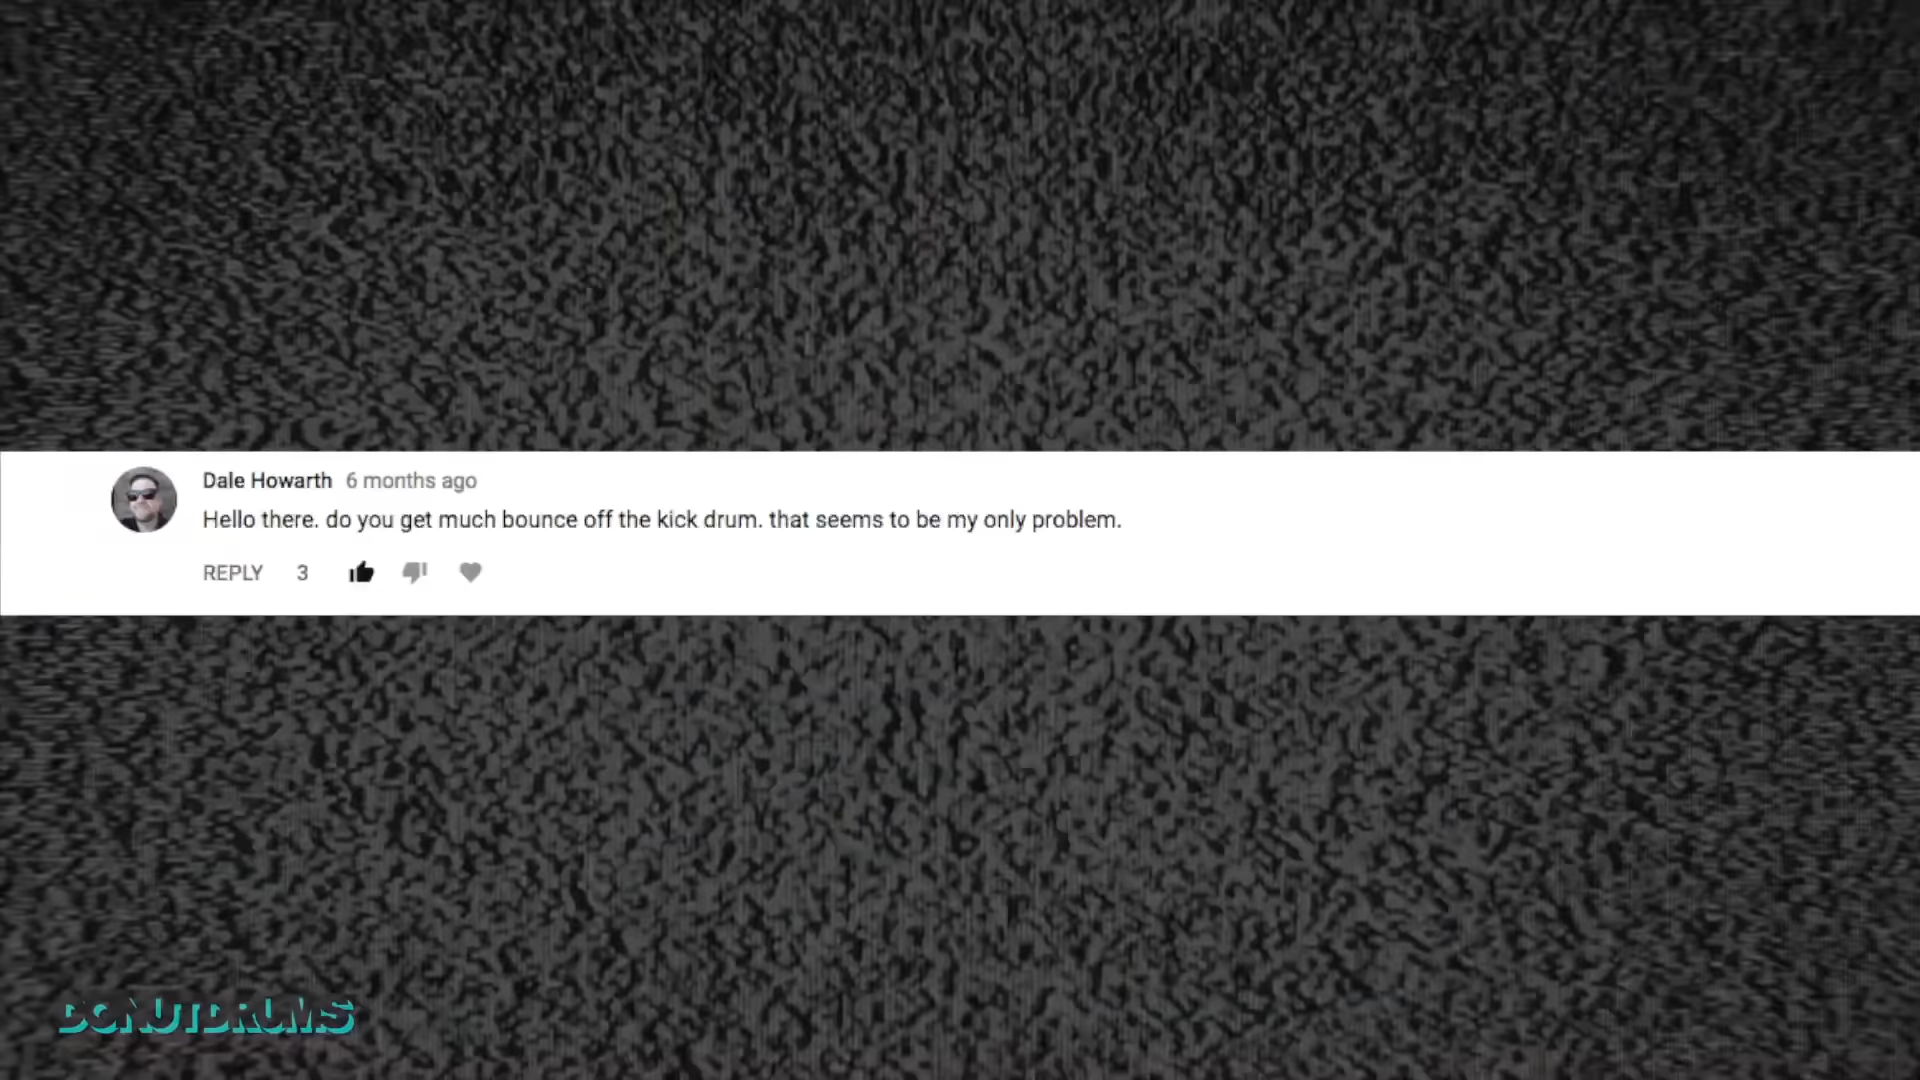 Dale Howarth 6 months ago
Hello there. do you get much bounce off the kick drum. that seems to be my only problem.
REPLY 3
DONUTDRUMS